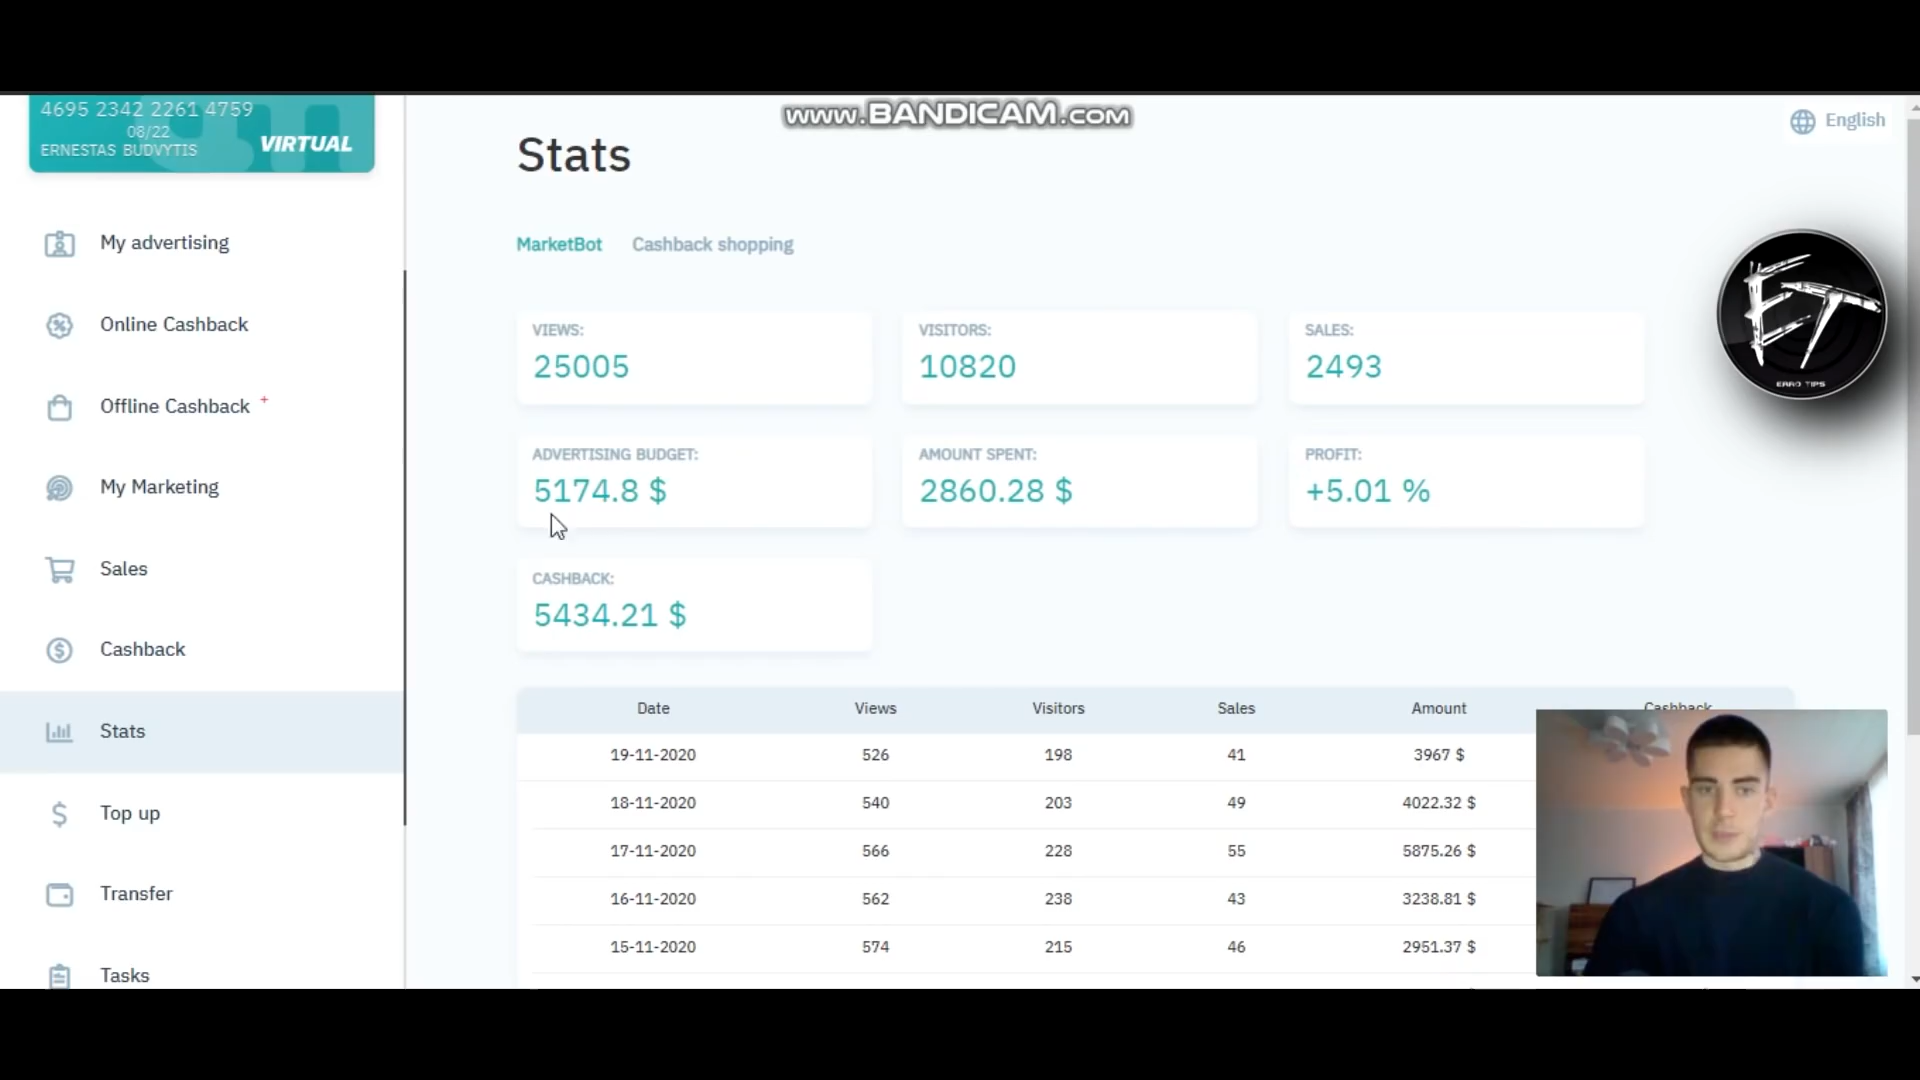 www.BANDICAM.com
4695 2342 2261 4759
08/22
ERNESTAS BUDVYTIS
VIRTUAL
English
Stats
MarketBot Cashback shopping
My advertising
Online Cashback
Offline Cashback +
My Marketing
Sales
Cashback
Stats
Top up
Transfer
Tasks
VIEWS: VISITORS: SALES:
25005 10820 2493
ADVERTISING BUDGET: AMOUNT SPENT: PROFIT:
5174.8 $ 2860.28 $ +5.01 %
CASHBACK:
5434.21 $
ET
ERRO TIPS
Date Views Visitors Sales Amount Cashback
19-11-2020 526 198 41 3967 $
18-11-2020 540 203 49 4022.32 $
17-11-2020 566 228 55 5875.26 $
16-11-2020 562 238 43 3238.81 $
15-11-2020 574 215 46 2951.37 $